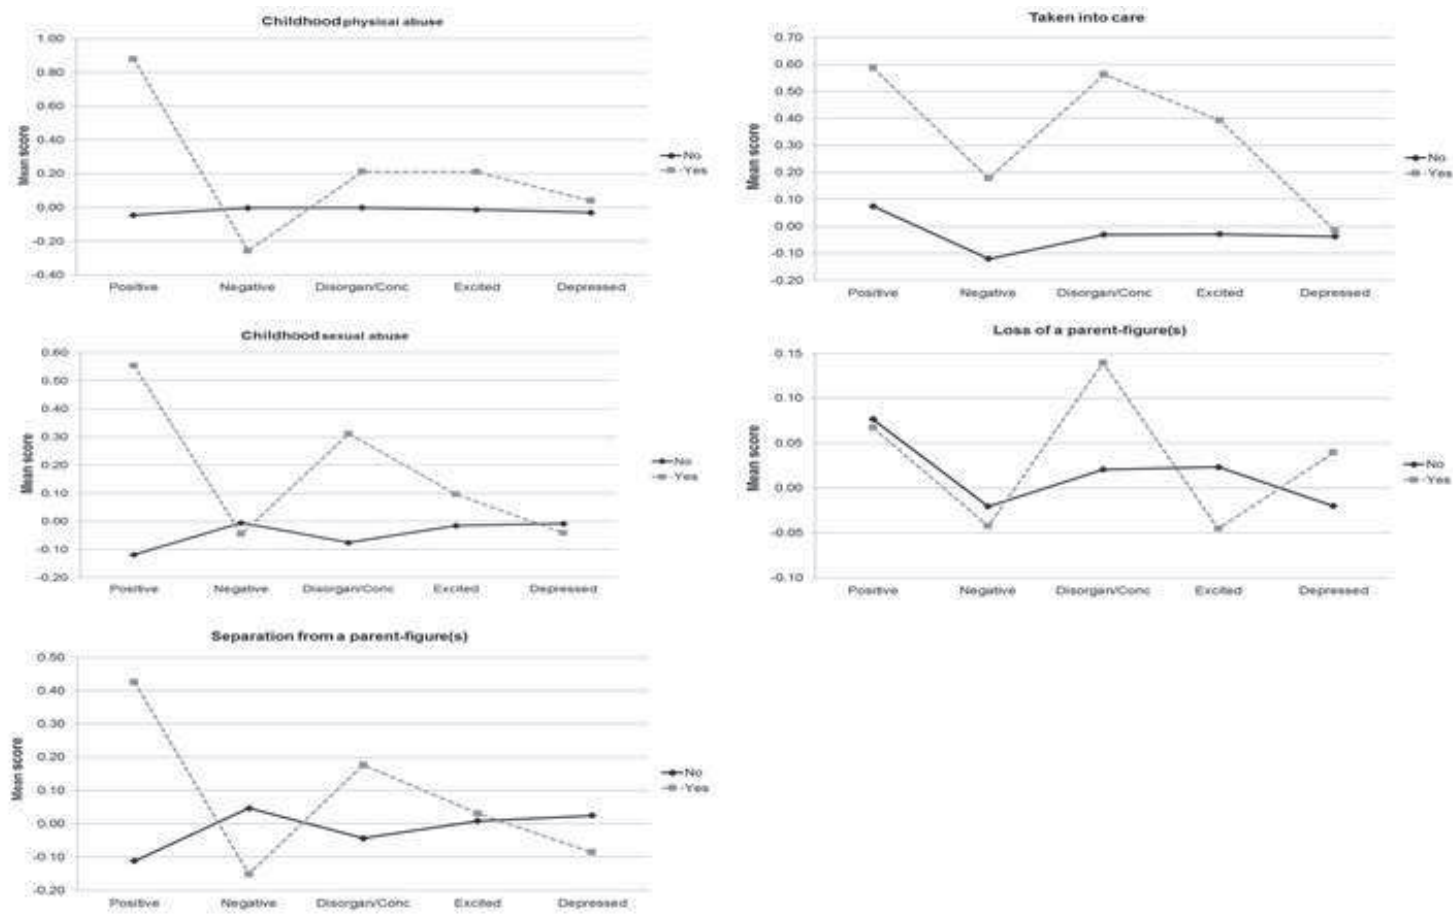 Childhood physical abuse
1.00
0.80
0.60
0.40
0.20
0.00
-0.20
-0.40
Mean score
Positive Negative Disorgan/Conc Excited Depressed
No
Yes
Taken into care
0.70
0.60
0.50
0.40
0.30
0.20
0.10
0.00
-0.10
-0.20
Mean score
Positive Negative Disorgan/Conc Excited Depressed
No
Yes
Childhood sexual abuse
0.60
0.50
0.40
0.30
0.20
0.10
0.00
-0.10
-0.20
Mean score
Positive Negative Disorgan/Conc Excited Depressed
No
Yes
Loss of a parent-figure(s)
0.15
0.10
0.05
0.00
-0.05
-0.10
Mean score
Positive Negative Disorgan/Conc Excited Depressed
No
Yes
Separation from a parent-figure(s)
0.50
0.40
0.30
0.20
0.10
0.00
-0.10
-0.20
Mean score
Positive Negative Disorgan/Conc Excited Depressed
No
Yes